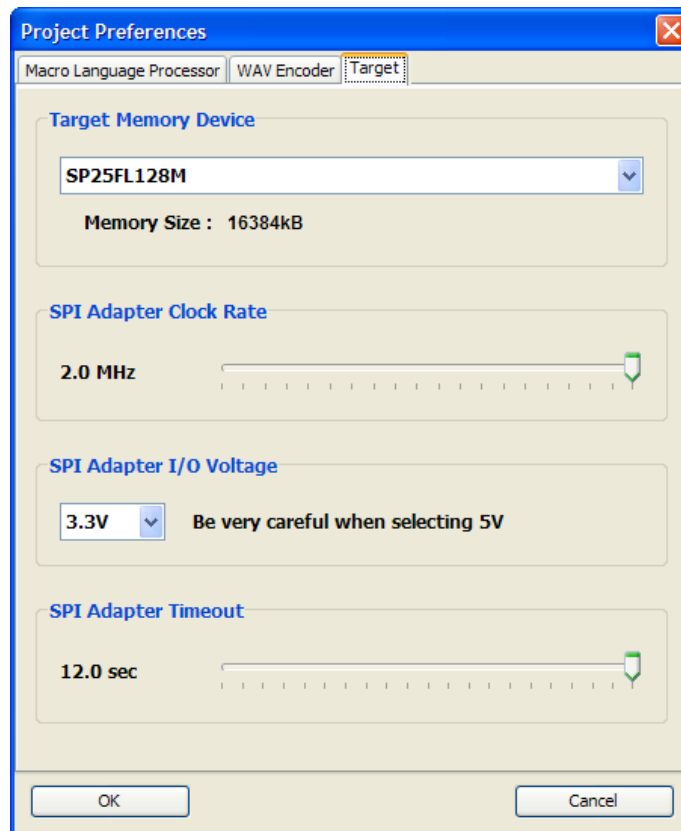 Project Preferences
Macro Language Processor WAV Encoder Target
Target Memory Device
SP25FL128M
Memory Size : 16384kB
SPI Adapter Clock Rate
2.0 MHz
SPI Adapter I/O Voltage
3.3V Be very careful when selecting 5V
SPI Adapter Timeout
12.0 sec
OK Cancel